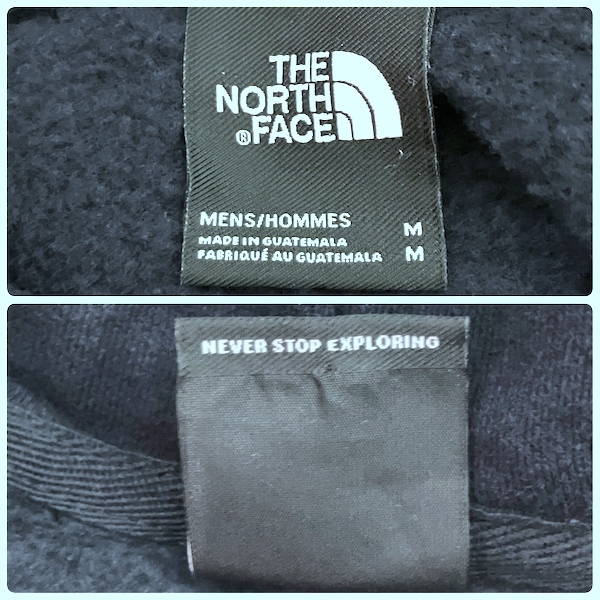 THE
NORTH
®FACE
MENS/HOMMES M
MADE IN GUATEMALA
FABRIQUÉ AU GUATEMALA M
NEVER STOP EXPLORING